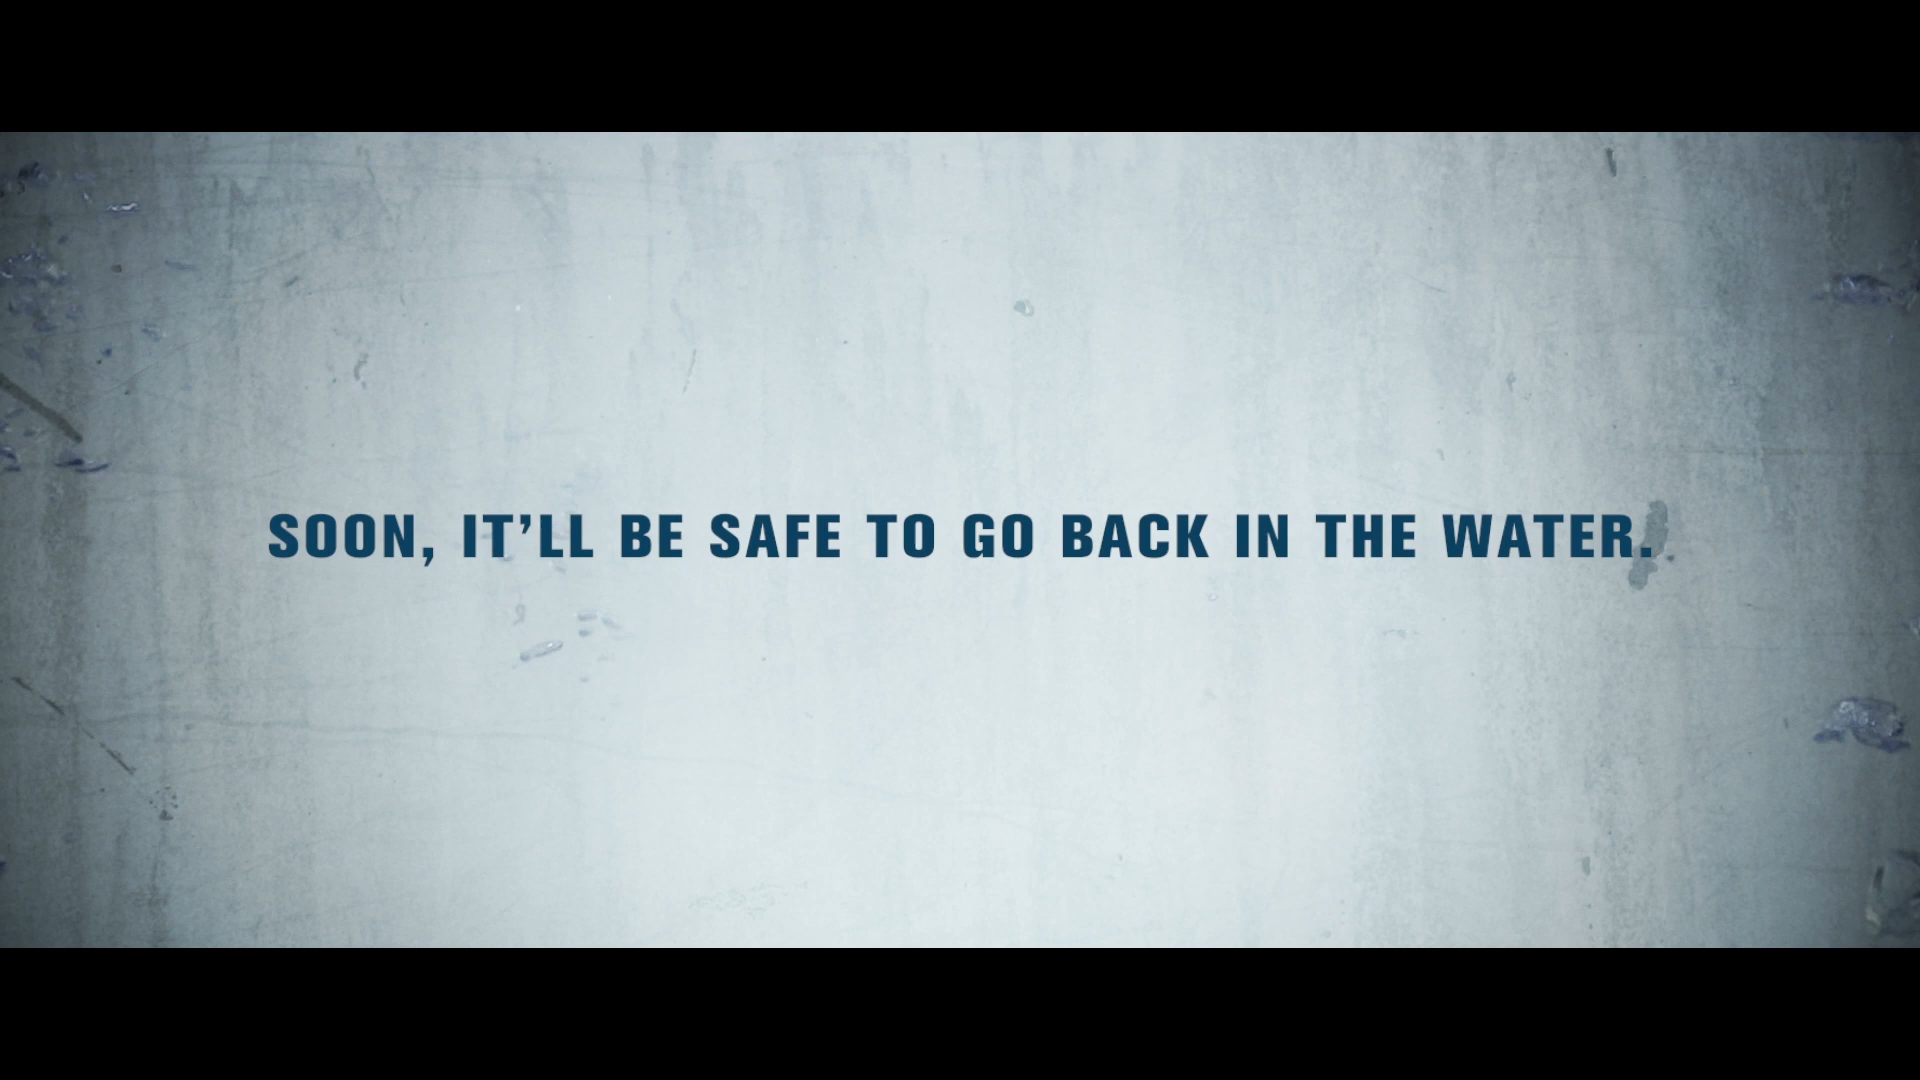 SOON, IT’LL BE SAFE TO GO BACK IN THE WATER.